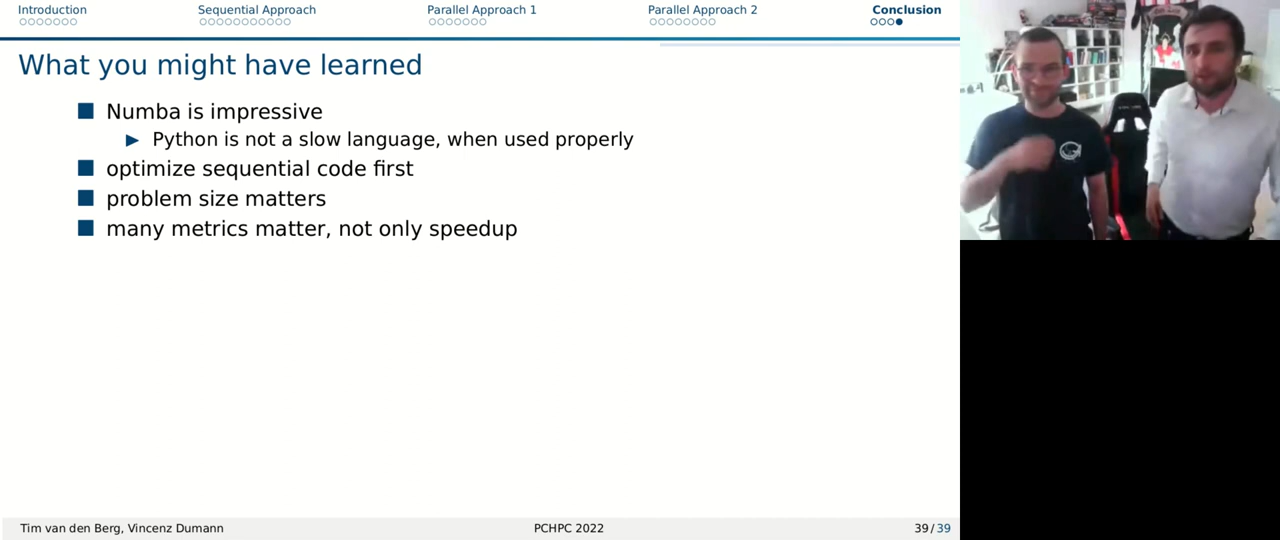 Introduction
Sequential Approach
Parallel Approach 1
Parallel Approach 2
Conclusion
What you might have learned
Numba is impressive
Python is not a slow language, when used properly
optimize sequential code first
problem size matters
many metrics matter, not only speedup
Tim van den Berg, Vincenz Dumann
PCHPC 2022
39/39